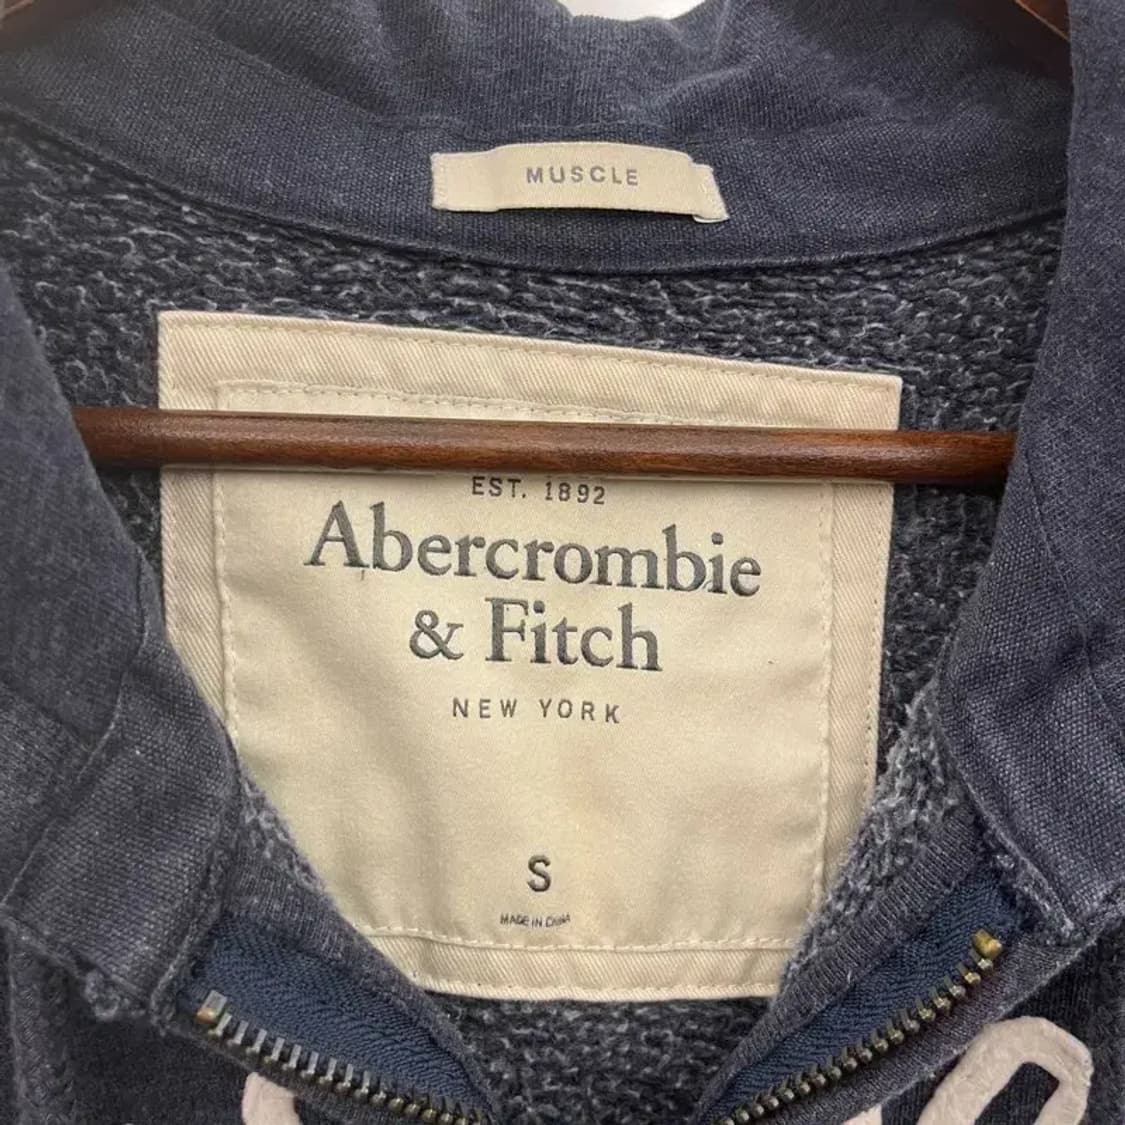 MUSCLE
EST. 1892
Abercrombie
& Fitch
NEW YORK
S
MADE IN CHINA